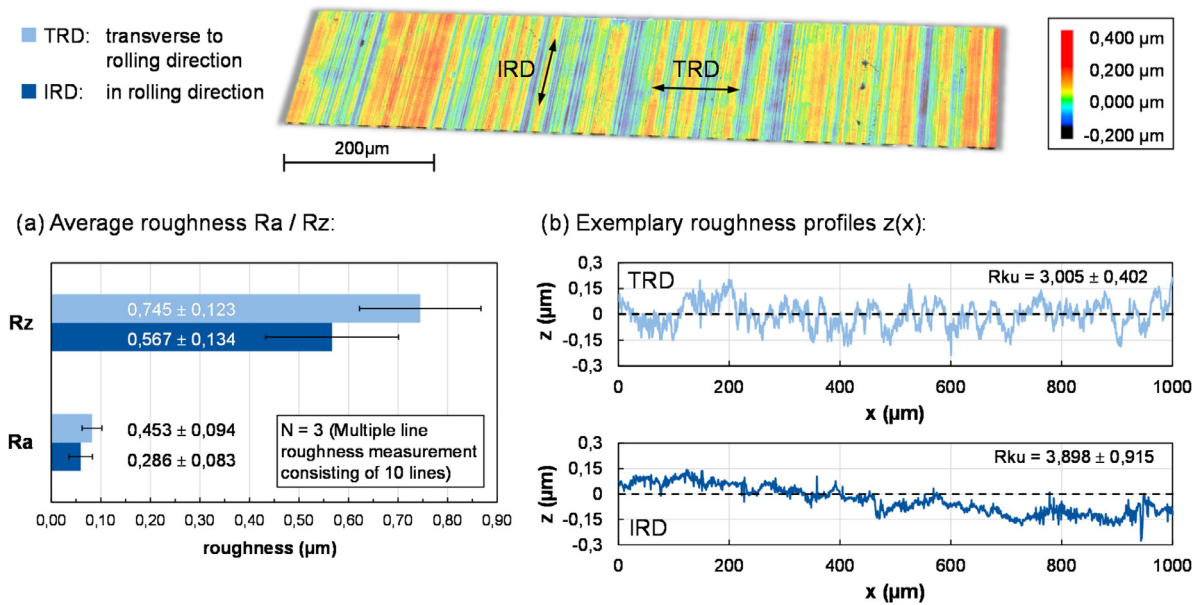 TRD: transverse to
rolling direction
IRD: in rolling direction
IRD
TRD
200µm
0,400 µm
0,200 µm
0,000 µm
-0,200 µm
(a) Average roughness Ra / Rz:
Rz
0,745 ± 0,123
0,567 ± 0,134
Ra
0,453 ± 0,094
0,286 ± 0,083
N = 3 (Multiple line
roughness measurement
consisting of 10 lines)
0,00 0,10 0,20 0,30 0,40 0,50 0,60 0,70 0,80 0,90
roughness (µm)
(b) Exemplary roughness profiles z(x):
z (µm)
0,3
0,15
0
-0,15
-0,3
TRD
Rku = 3,005 ± 0,402
0 200 400 600 800 1000
x (µm)
z (µm)
0,3
0,15
0
-0,15
-0,3
Rku = 3,898 ± 0,915
IRD
0 200 400 600 800 1000
x (µm)